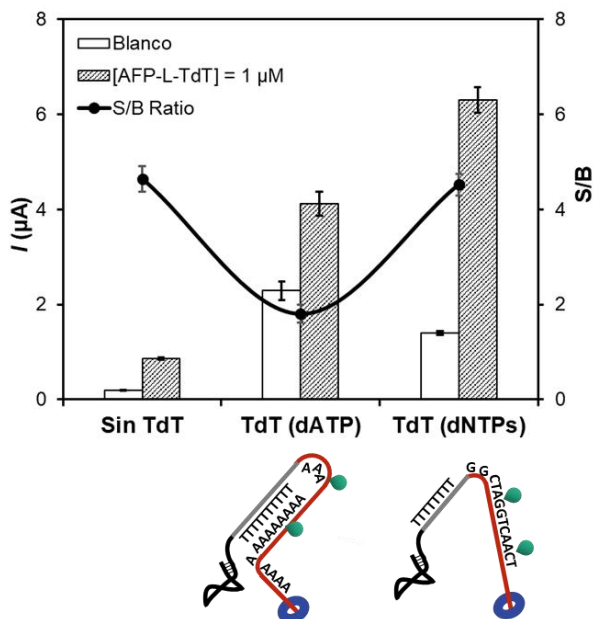 8
6
4
2
0
I (µA)
Blanco
[AFP-L-TdT] = 1 µM
S/B Ratio
8
6
4
2
0
S/B
Sin TdT
TdT (dATP)
TdT (dNTPs)
AAA
TTTTTTTTTT
AAAAAAAA
A
AAAA
TTTTTTTT
GGCTAGGTCAACT